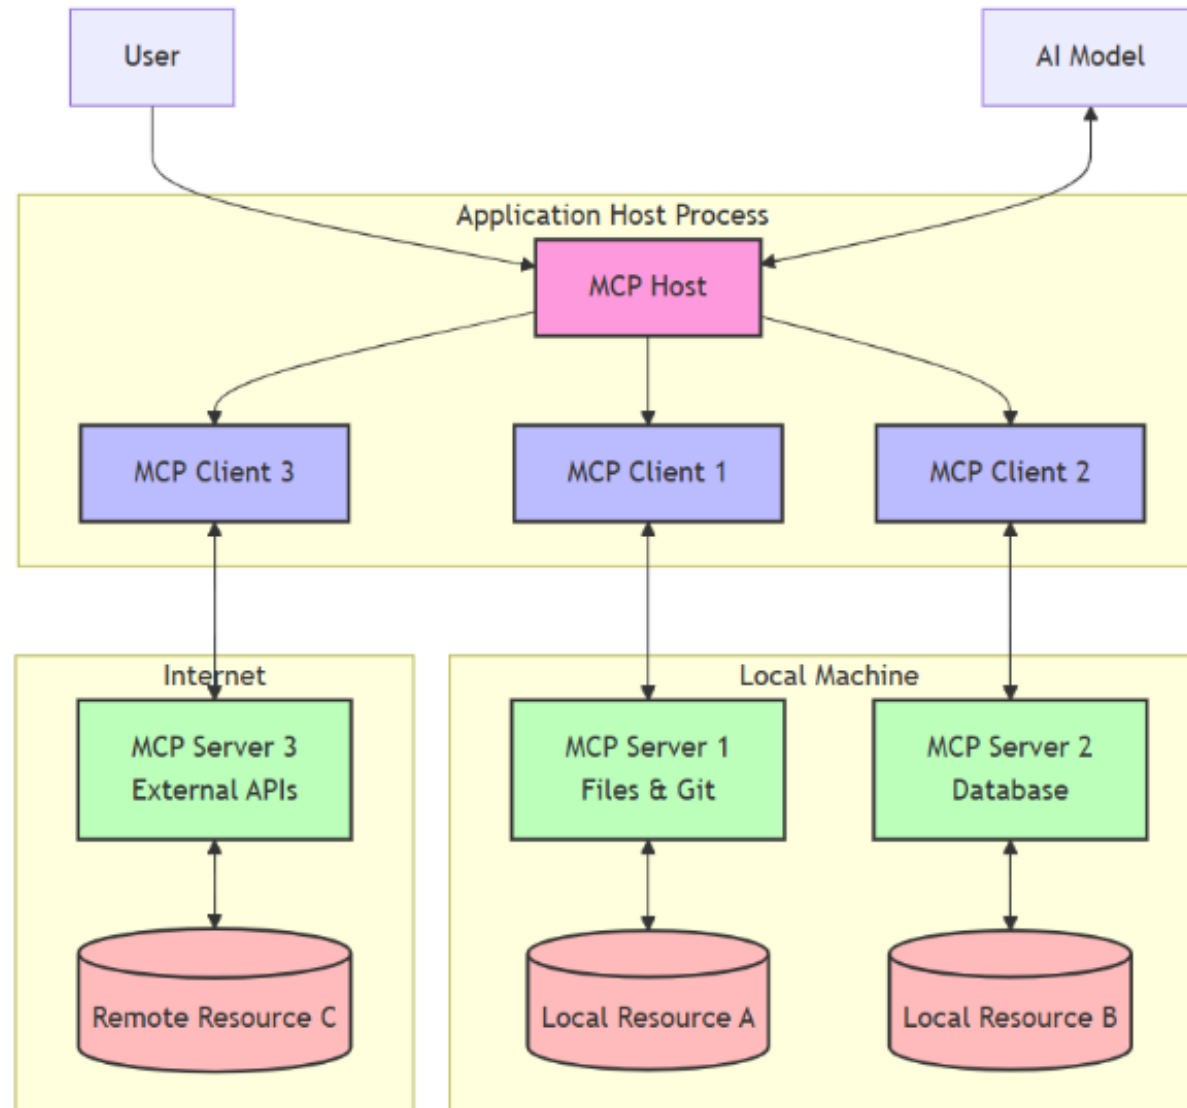 User
AI Model
Application Host Process
MCP Host
MCP Client 3
MCP Client 1
MCP Client 2
Internet
Local Machine
MCP Server 3
External APIs
MCP Server 1
Files & Git
MCP Server 2
Database
Remote Resource C
Local Resource A
Local Resource B